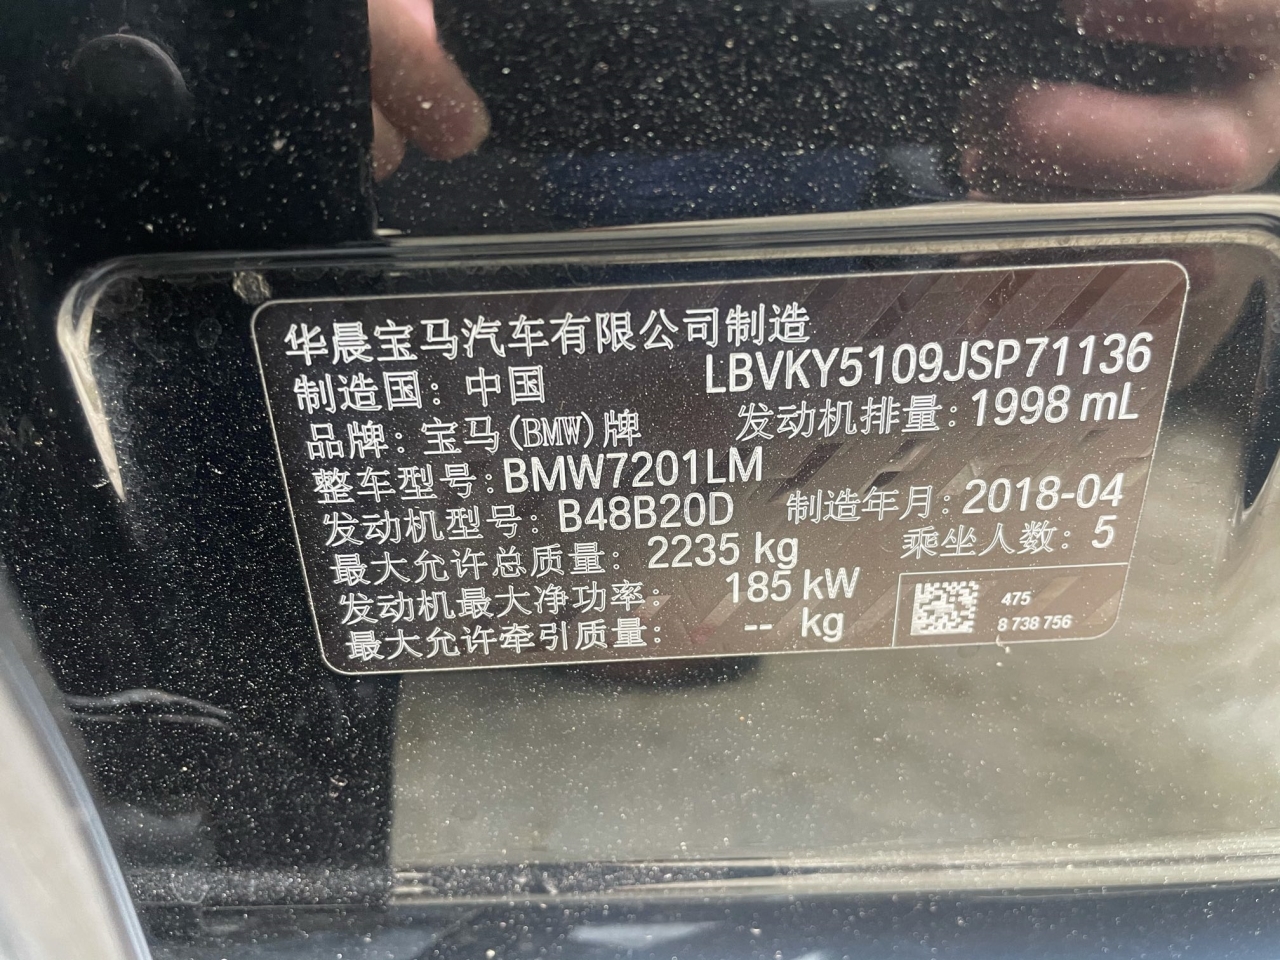 华晨宝马汽车有限公司制造
制造国：中国 LBVKY5109JSP71136
品牌：宝马(BMW)牌 发动机排量：1998 mL
整车型号：BMW7201LM
发动机型号：B48B20D 制造年月：2018-04
最大允许总质量：2235 kg 乘坐人数：5
发动机最大净功率：185 kW
最大允许牵引质量：-- kg
475
8 738 756